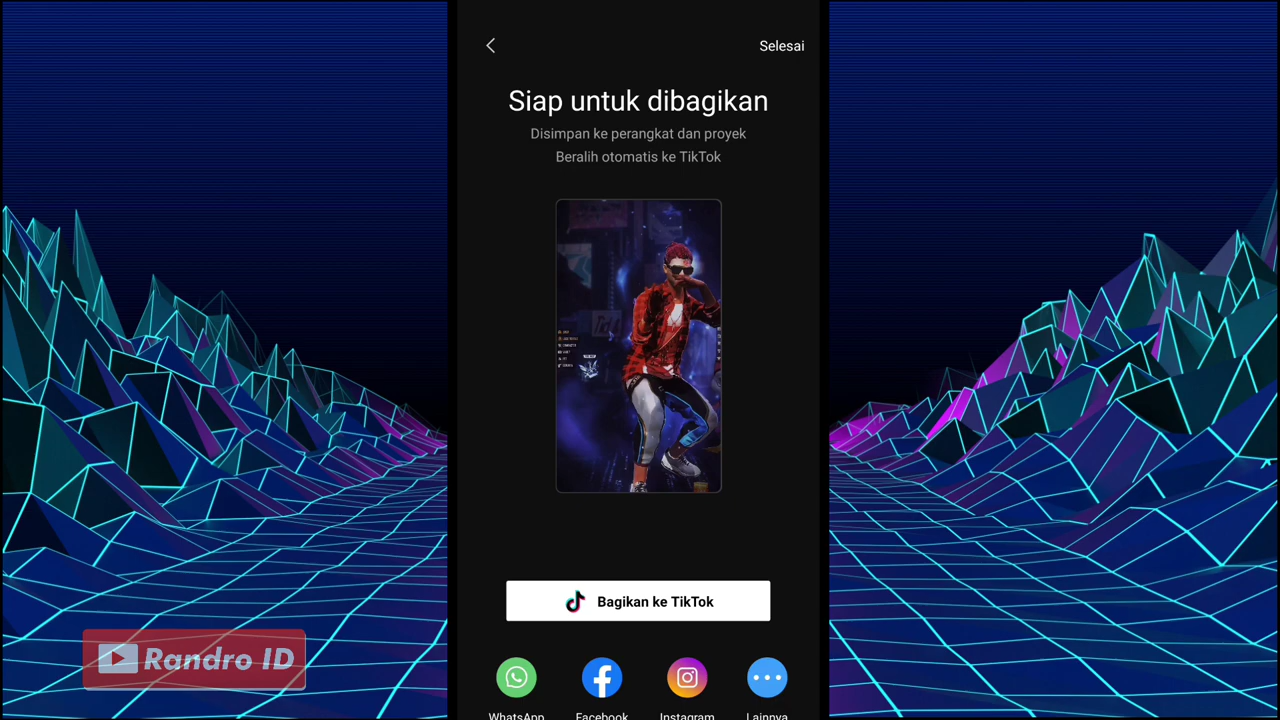 Selesai
Siap untuk dibagikan
Disimpan ke perangkat dan proyek
Beralih otomatis ke TikTok
Bagikan ke TikTok
Randro ID
WhatsApp
Facebook
Instagram
Lainnya